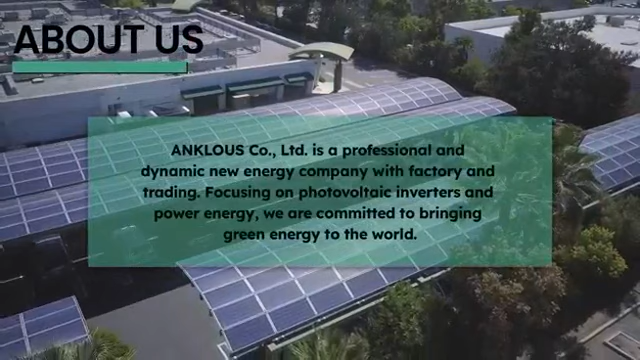 ABOUT US
ANKLOUS Co., Ltd. is a professional and
dynamic new energy company with factory and
trading. Focusing on photovoltaic inverters and
power energy, we are committed to bringing
green energy to the world.